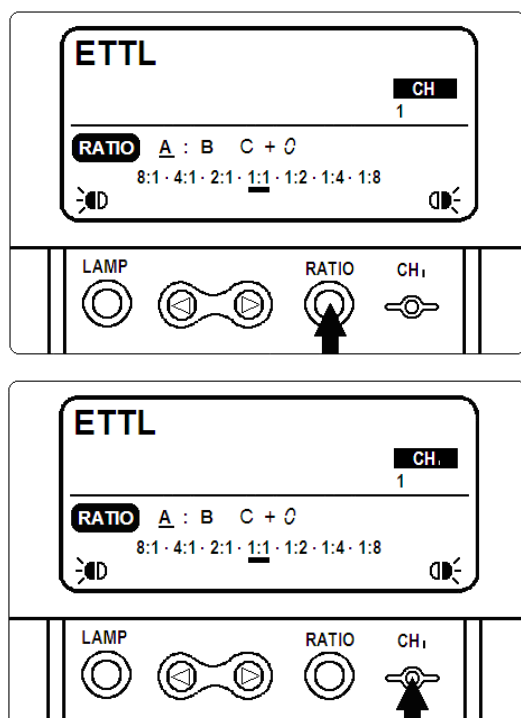 ETTL
CH
1
RATIO A : B C + 0
8:1 · 4:1 · 2:1 · 1:1 · 1:2 · 1:4 · 1:8
LAMP RATIO CH
ETTL
CH.
1
RATIO A : B C + 0
8:1 · 4:1 · 2:1 · 1:1 · 1:2 · 1:4 · 1:8
LAMP RATIO CH